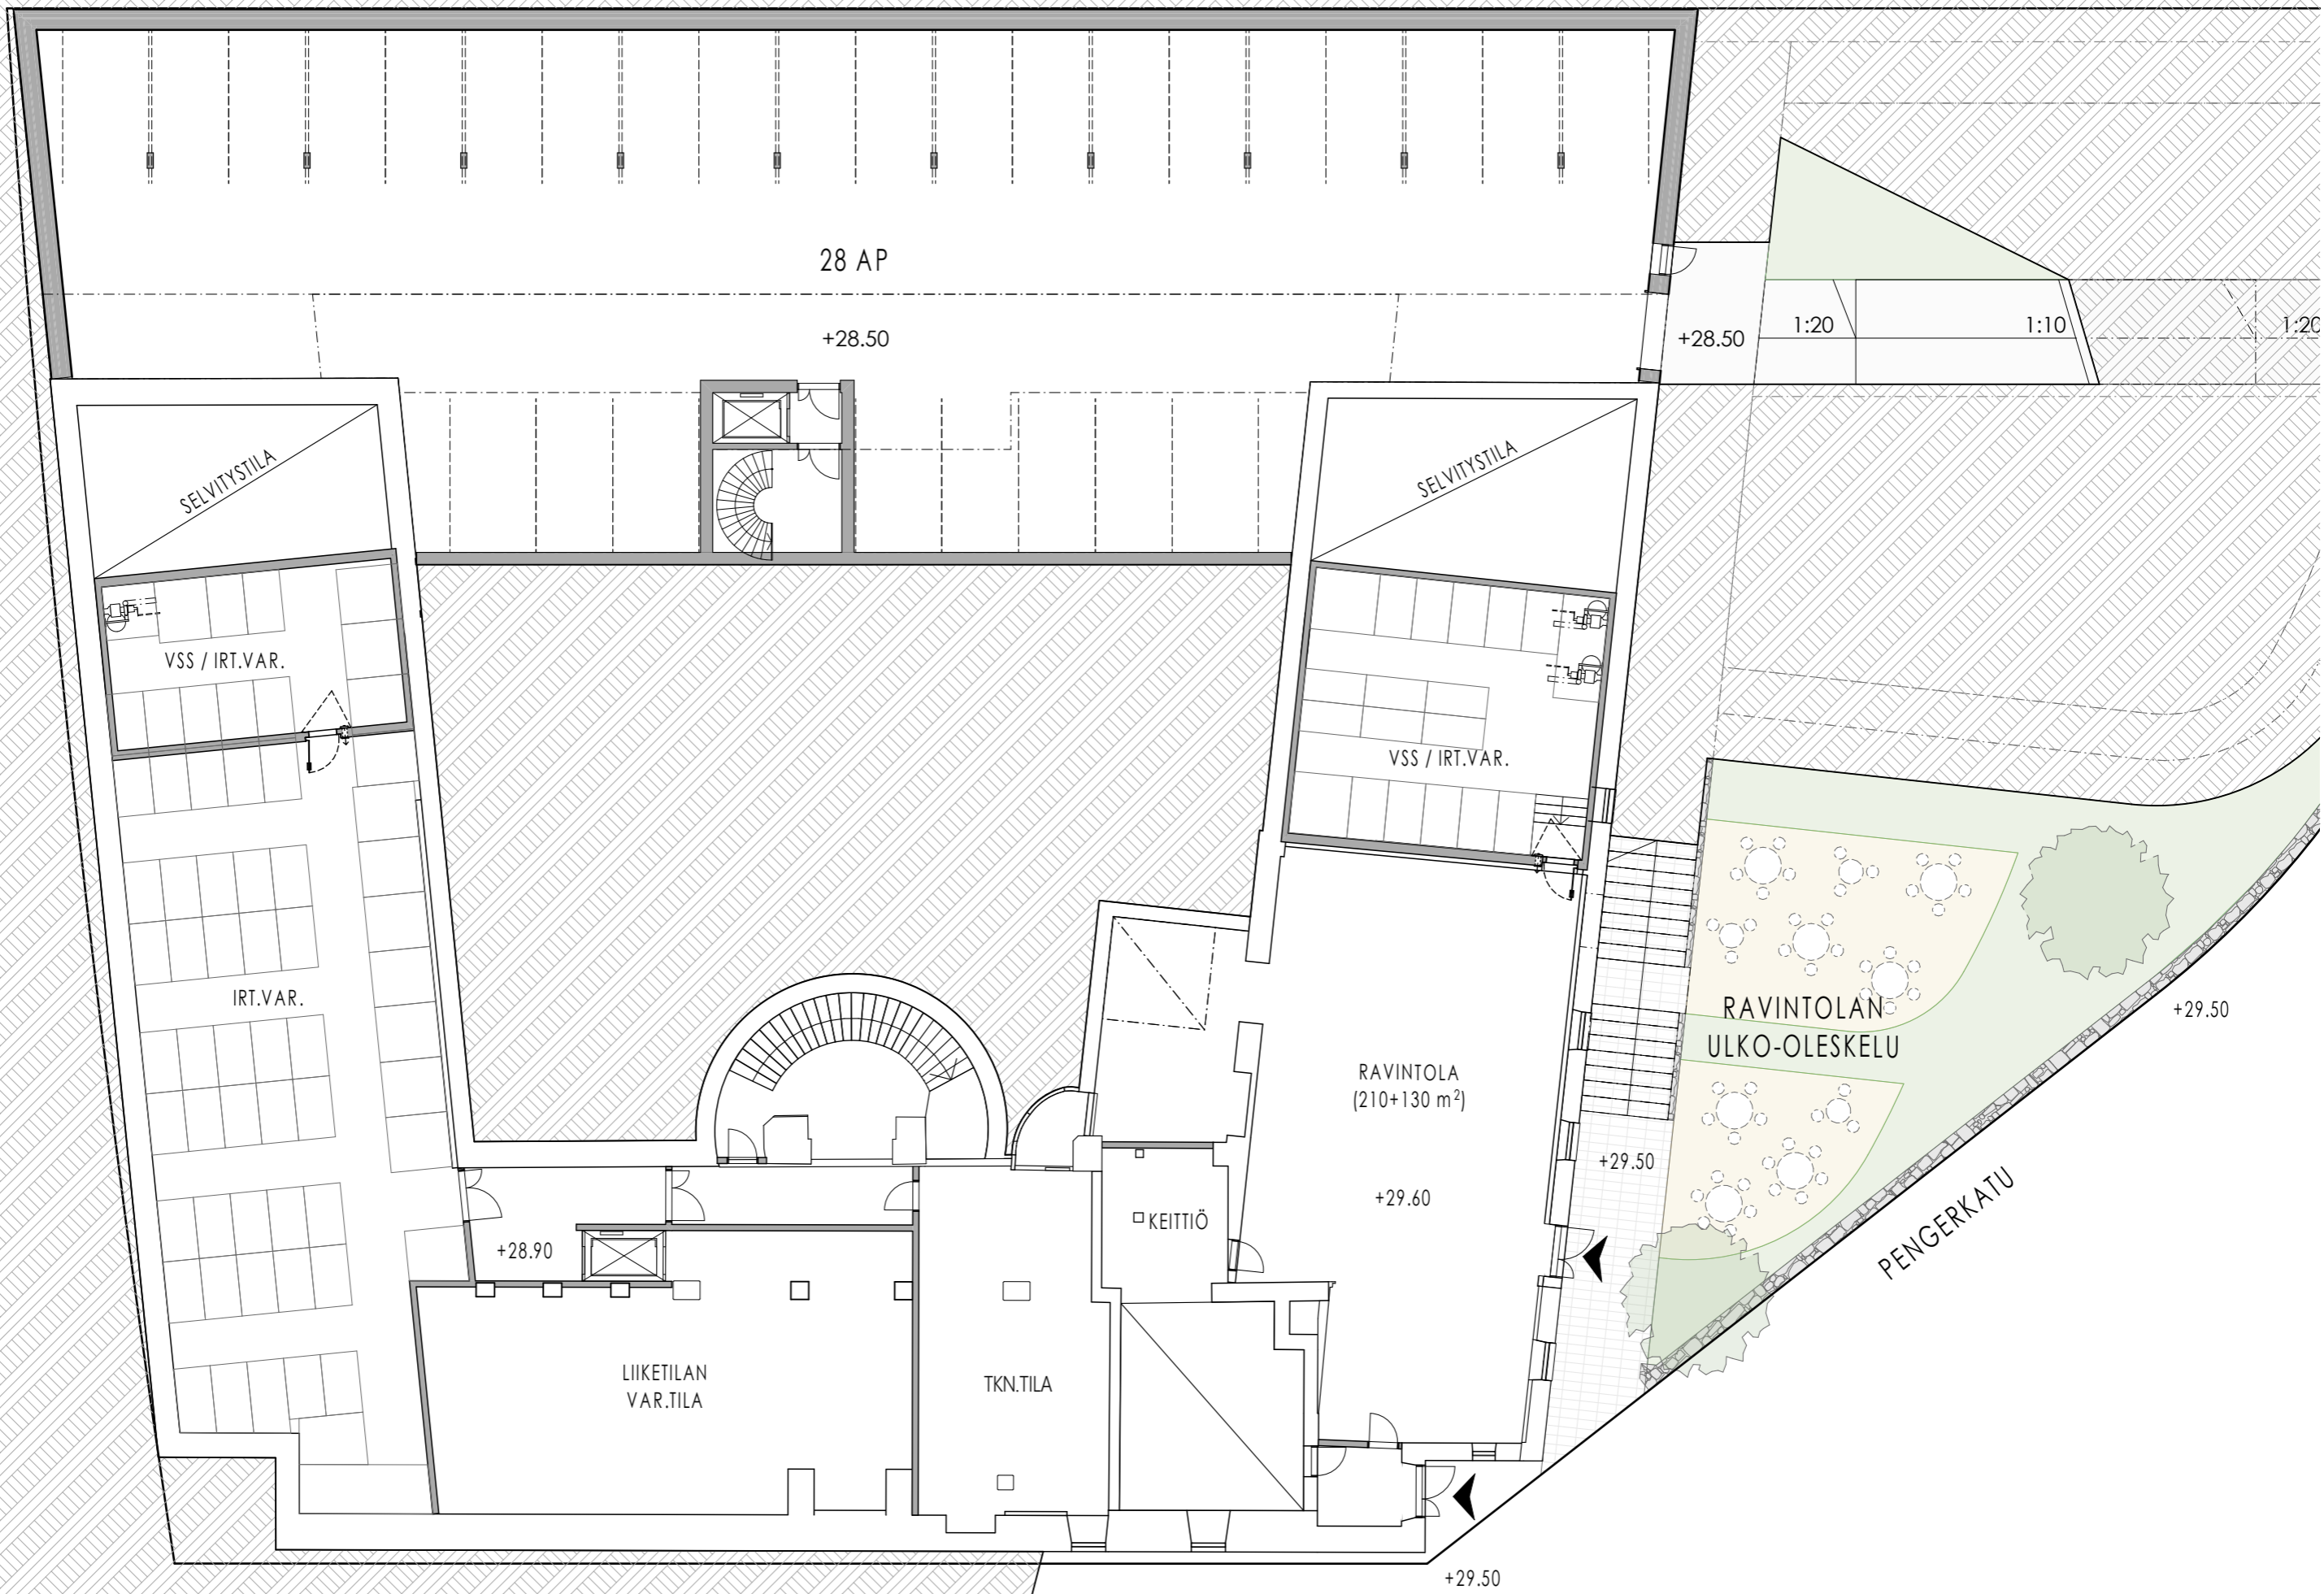 28 AP
+28.50
+28.50
1:20
1:10
1:20
SELVITYSTILA
SELVITYSTILA
VSS / IRT.VAR.
VSS / IRT.VAR.
IRT.VAR.
RAVINTOLAN
ULKO-OLESKELU
+29.50
RAVINTOLA
(210+130 m²)
+29.50
+29.60
KEITTIÖ
+28.90
PENGERKATU
LIIKETILAN
VAR.TILA
TKN.TILA
+29.50